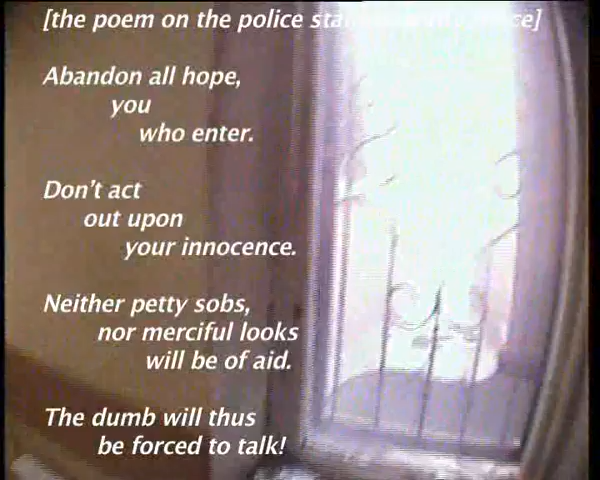 [the poem on the police
Abandon all hope,
you
who enter.
Don't act
out upon
your innocence.
Neither petty sobs,
nor merciful looks
will be of aid.
The dumb will thus
be forced to talk!